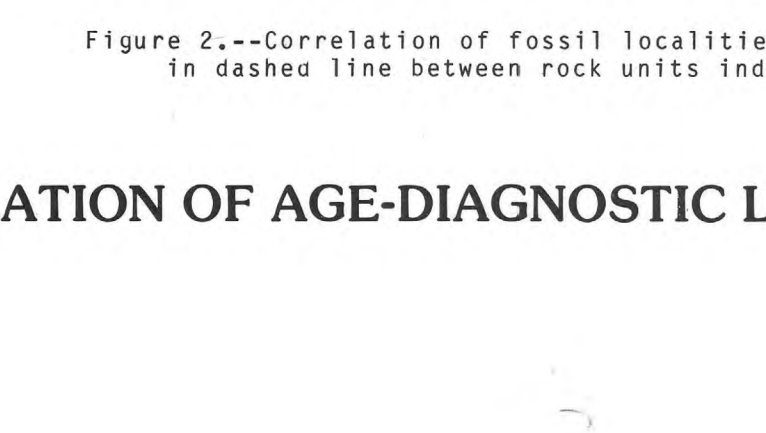 Figure 2.--Correlation of fossil localitie
in dashed line between rock units ind
ATION OF AGE-DIAGNOSTIC L